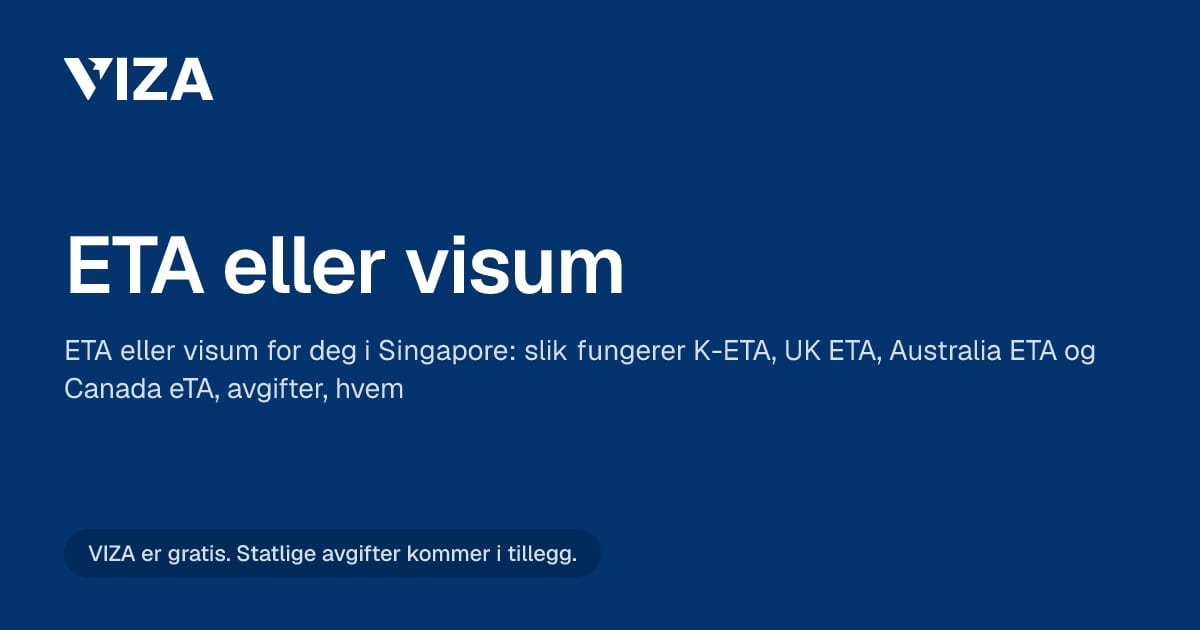 VIZA
ETA eller visum
ETA eller visum for deg i Singapore: slik fungerer K-ETA, UK ETA, Australia ETA og
Canada eTA, avgifter, hvem
VIZA er gratis. Statlige avgifter kommer i tillegg.